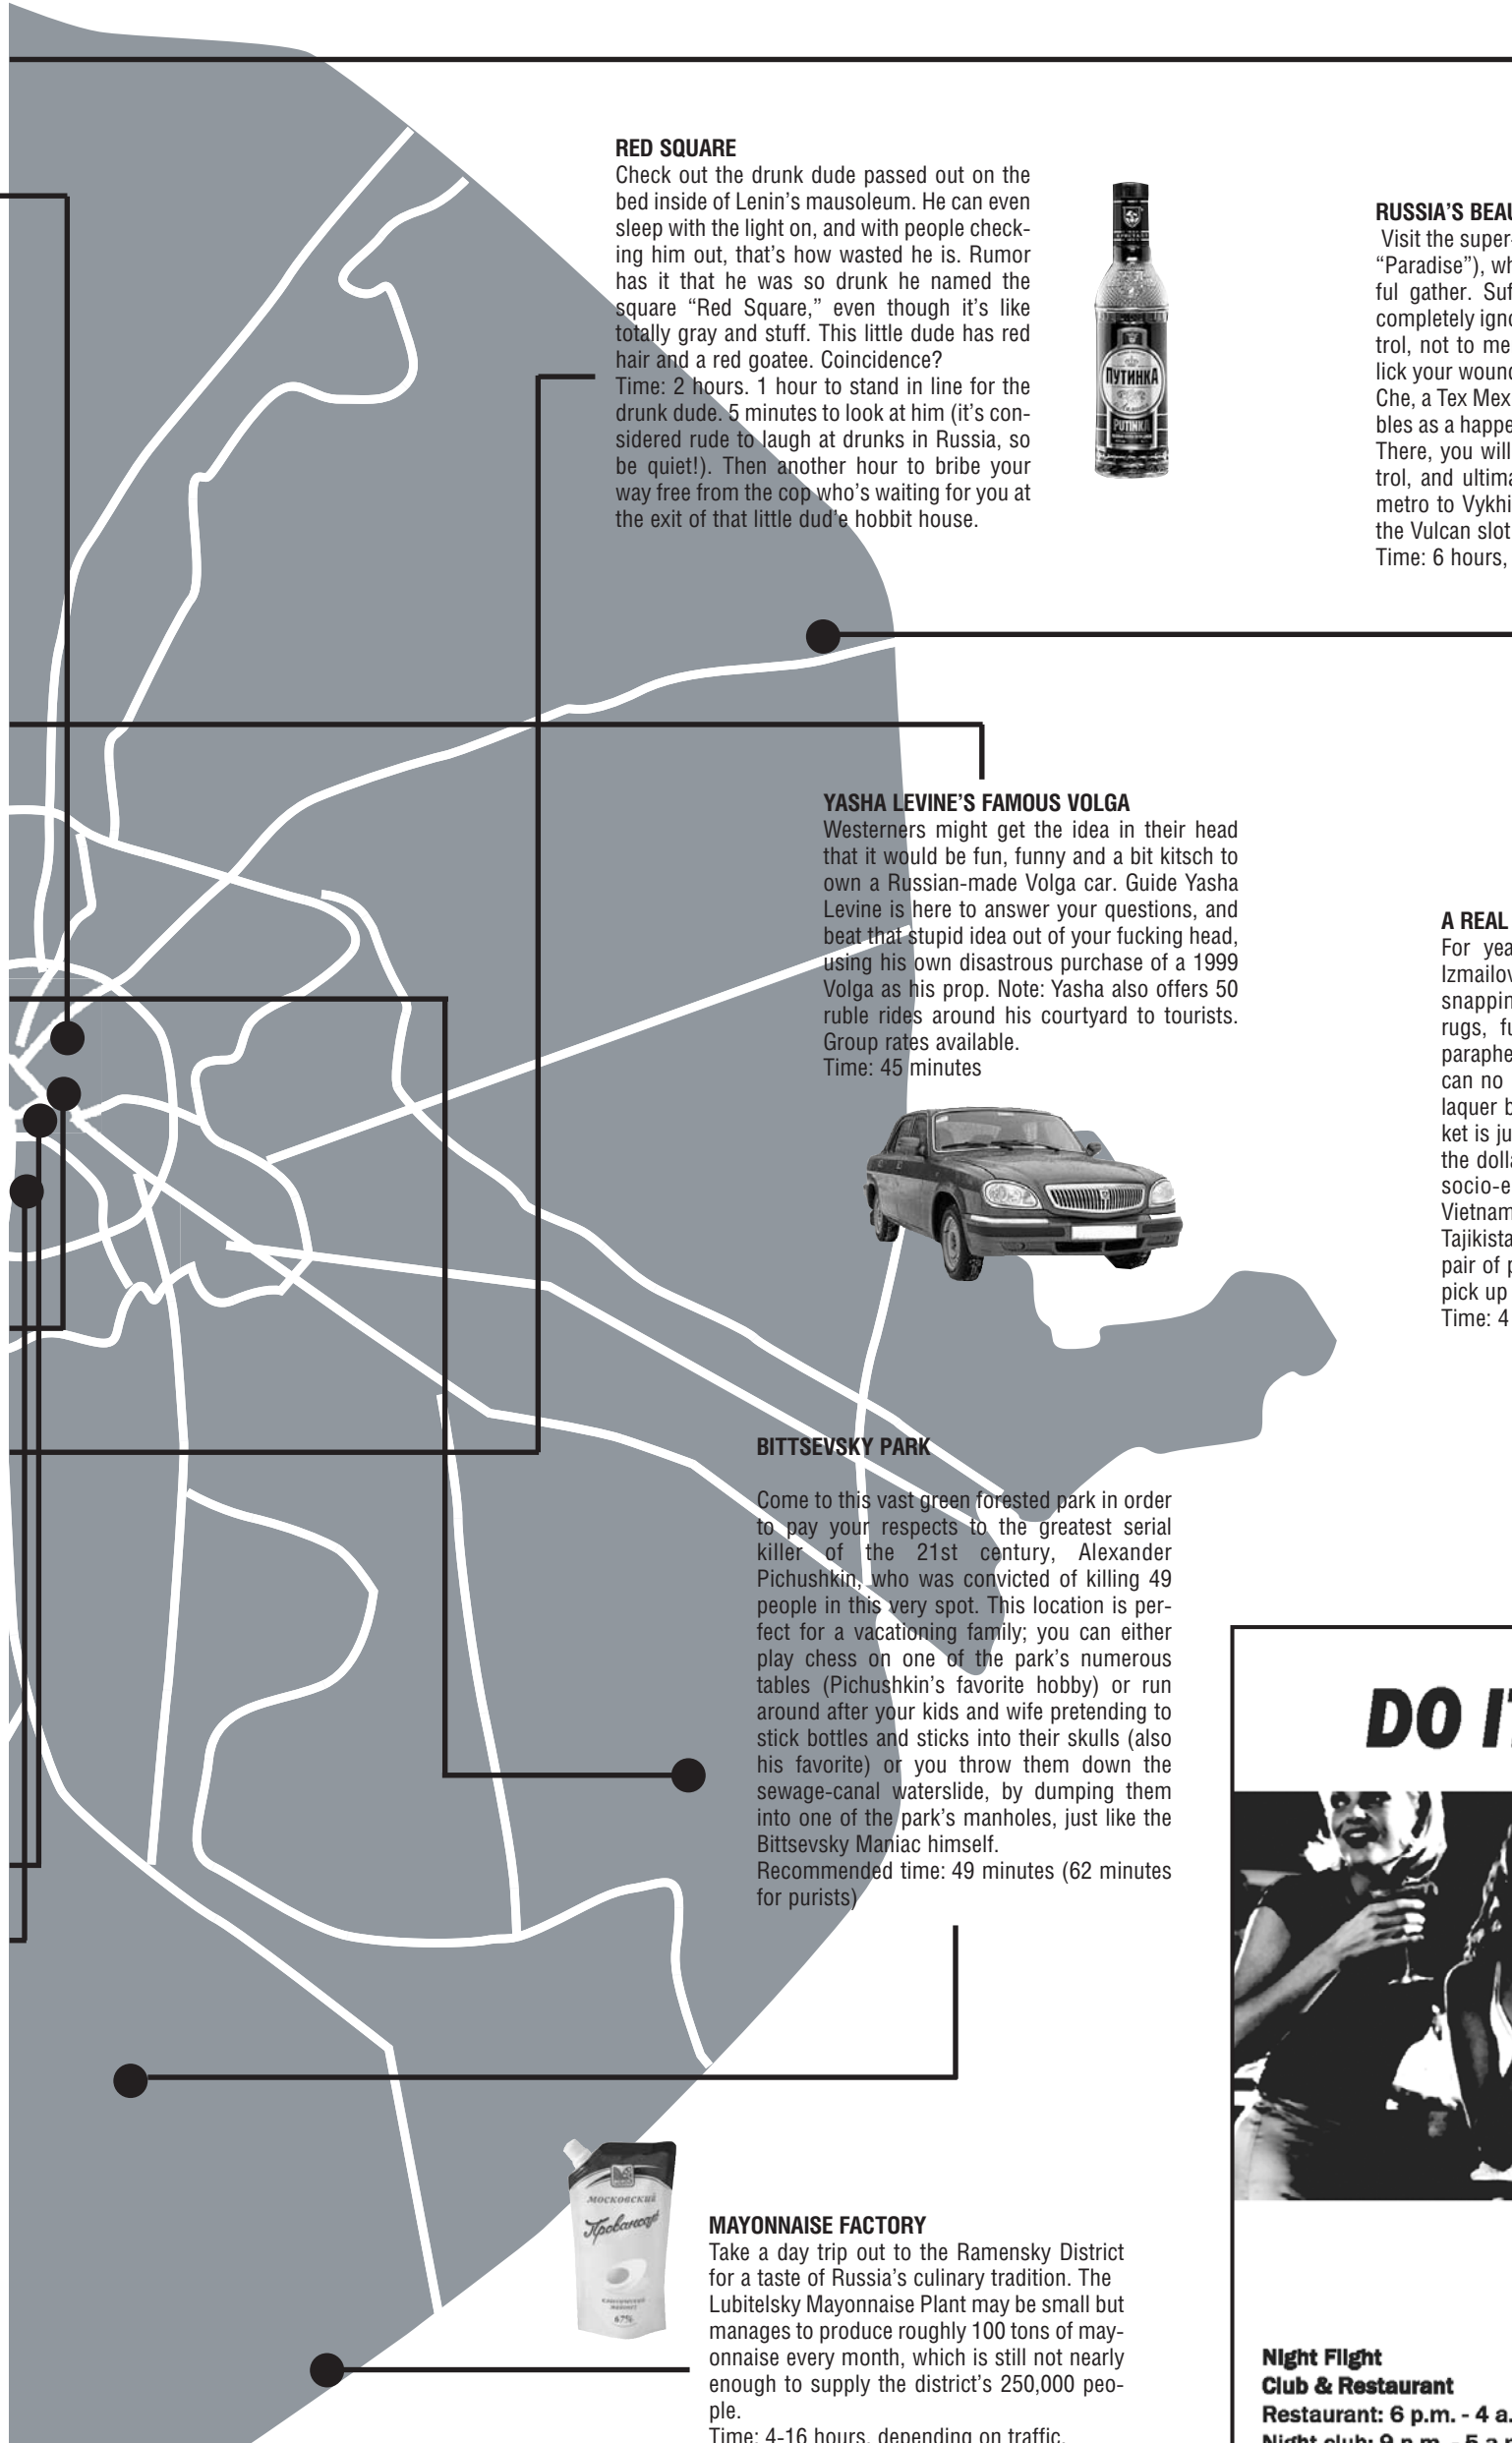 RED SQUARE
Check out the drunk dude passed out on the
bed inside of Lenin's mausoleum. He can even
sleep with the light on, and with people check-
ing him out, that's how wasted he is. Rumor
has it that he was so drunk he named the
square “Red Square,” even though it's like
totally gray and stuff. This little dude has red
hair and a red goatee. Coincidence?
Time: 2 hours. 1 hour to stand in line for the
drunk dude. 5 minutes to look at him (it's con-
sidered rude to laugh at drunks in Russia, so
be quiet!). Then another hour to bribe your
way free from the cop who's waiting for you at
the exit of that little dud'e hobbit house.
ПУТИНКА
PUTINKA
RUSSIA'S BEAU
Visit the super-
“Paradise”), wh
ful gather. Suf
completely igno
trol, not to me
lick your wound
Che, a Tex Mex
bles as a happe
There, you will
trol, and ultima
metro to Vykhi
the Vulcan slot
Time: 6 hours,
YASHA LEVINE'S FAMOUS VOLGA
Westerners might get the idea in their head
that it would be fun, funny and a bit kitsch to
own a Russian-made Volga car. Guide Yasha
Levine is here to answer your questions, and
beat that stupid idea out of your fucking head,
using his own disastrous purchase of a 1999
Volga as his prop. Note: Yasha also offers 50
ruble rides around his courtyard to tourists.
Group rates available.
Time: 45 minutes
A REAL
For yea
Izmailov
snappin
rugs, fu
paraphe
can no
laquer b
ket is ju
the dolla
socio-e
Vietnam
Tajikista
pair of p
pick up
Time: 4
BITTSEVSKY PARK
Come to this vast green forested park in order
to pay your respects to the greatest serial
killer of the 21st century, Alexander
Pichushkin, who was convicted of killing 49
people in this very spot. This location is per-
fect for a vacationing family; you can either
play chess on one of the park's numerous
tables (Pichushkin's favorite hobby) or run
around after your kids and wife pretending to
stick bottles and sticks into their skulls (also
his favorite) or you throw them down the
sewage-canal waterslide, by dumping them
into one of the park's manholes, just like the
Bittsevsky Maniac himself.
Recommended time: 49 minutes (62 minutes
for purists)
DO IT
МОСКОВСКИЙ
Провансаль
67%
MAYONNAISE FACTORY
Take a day trip out to the Ramensky District
for a taste of Russia's culinary tradition. The
Lubitelsky Mayonnaise Plant may be small but
manages to produce roughly 100 tons of may-
onnaise every month, which is still not nearly
enough to supply the district's 250,000 peo-
ple.
Time: 4-16 hours, depending on traffic.
Night Flight
Club & Restaurant
Restaurant: 6 p.m. - 4 a.
Night club: 9 p.m. - 5 a.m